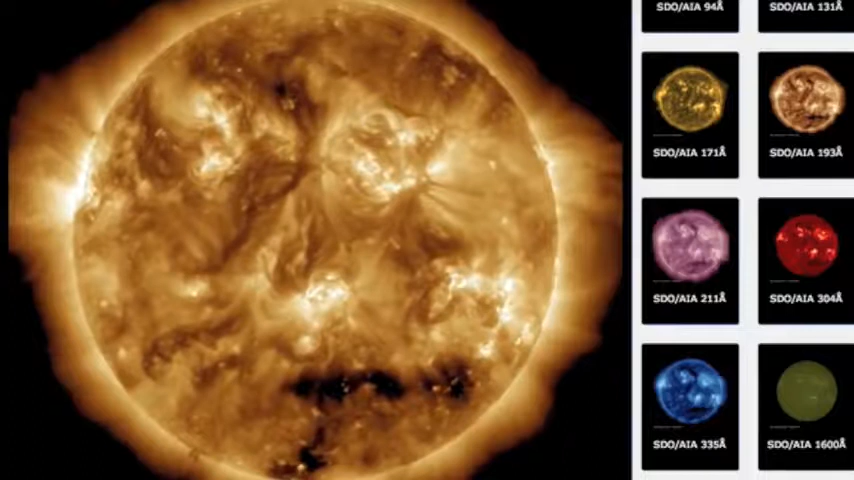 SDO/AIA 94Å
SDO/AIA 131Å
SDO/AIA 171Å
SDO/AIA 193Å
SDO/AIA 211Å
SDO/AIA 304Å
SDO/AIA 335Å
SDO/AIA 1600Å